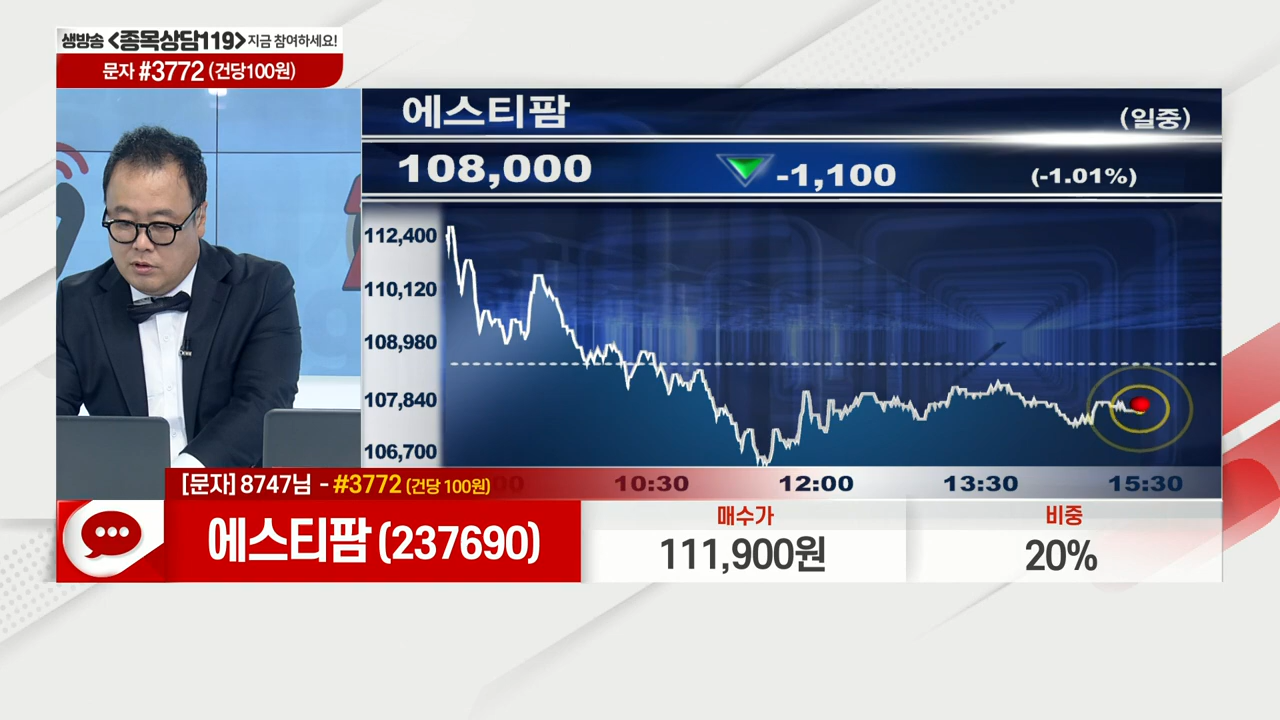 생방송 <종목상담119> 지금 참여하세요!
문자 #3772 (건당100원)
에스티팜
(일중)
108,000
-1,100
(-1.01%)
112,400
110,120
108,980
107,840
106,700
10:30
12:00
13:30
15:30
[문자] 8747님 - #3772 (건당 100원)
에스티팜 (237690)
매수가
111,900원
비중
20%